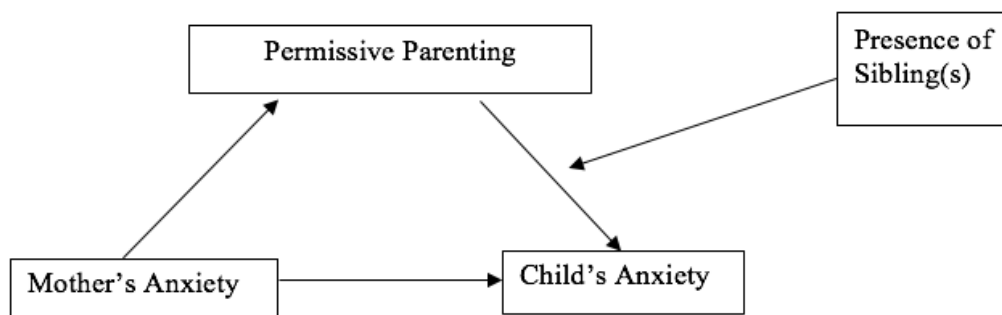 Permissive Parenting
Presence of
Sibling(s)
Mother’s Anxiety
Child’s Anxiety